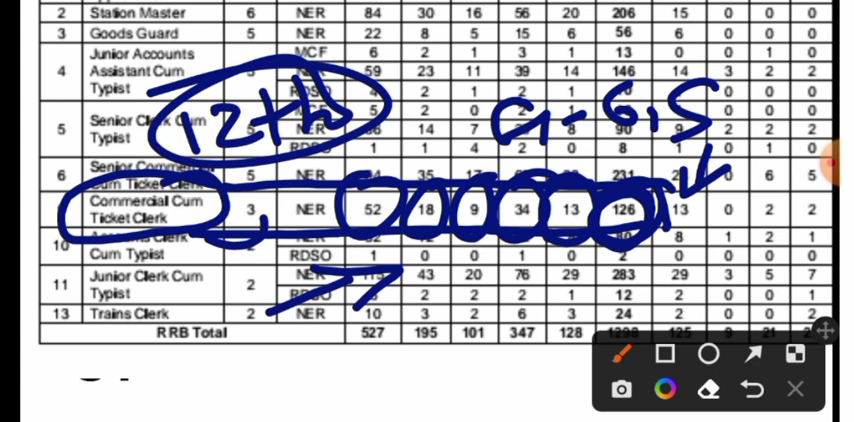 2 Station Master 6 NER 84 30 16 56 20 206 15 0 0 0
3 Goods Guard 5 NER 22 8 5 15 6 56 6 0 0 0
Junior Accounts MCF 6 2 1 3 1 13 0 0 1 0
4 Assistant Cum 59 23 11 39 14 146 14 3 2 2
Typist 2 1 2 1 0 0 0
5 2 0 0 0 0
5 Senior Clerk Cum 14 7 8 90 9 2 2 2
Typist 1 1 4 2 0 8 0 1 0
12th
G-6,5
6 Senior 5 NER 35 231 6 5
Cum Ticket Clerk
Commercial Cum 3 NER 52 18 9 34 13 126 13 0 2 2
Ticket Clerk
10 Clerk 8 1 2 1
Cum Typist RDSO 1 0 0 1 0 2 0 0 0 0
11 Junior Clerk Cum 2 NER 43 20 76 29 283 29 3 5 7
Typist 2 2 2 1 12 2 0 0 1
13 Trains Clerk 2 NER 10 3 2 6 3 24 2 0 0 2
RRB Total 527 195 101 347 128 1298 125 9 21